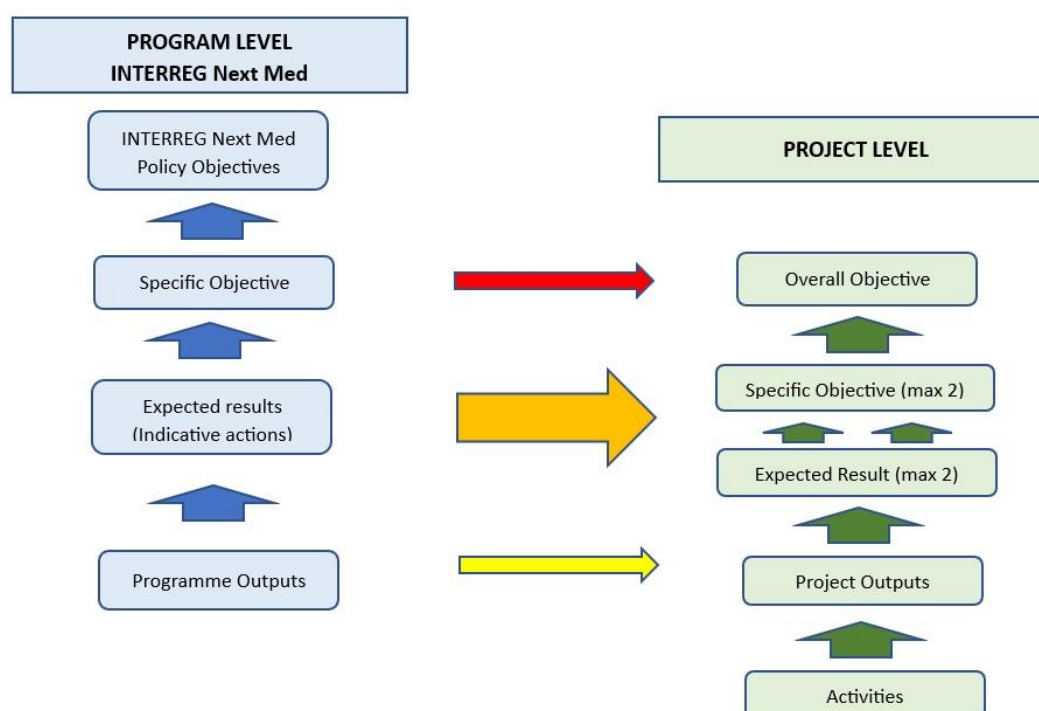 PROGRAM LEVEL
INTERREG Next Med
INTERREG Next Med
Policy Objectives
Specific Objective
Expected results
(Indicative actions)
Programme Outputs
PROJECT LEVEL
Overall Objective
Specific Objective (max 2)
Expected Result (max 2)
Project Outputs
Activities